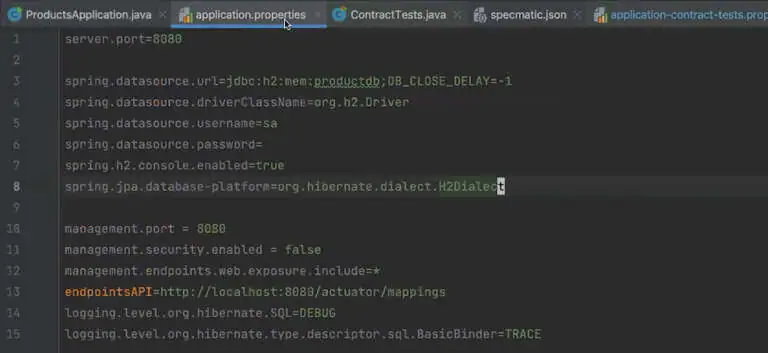 ProductsApplication.java application.properties ContractTests.java specmatic.json application-contract-tests.prop
1 server.port=8080
2
3 spring.datasource.url=jdbc:h2:mem:productdb;DB_CLOSE_DELAY=-1
4 spring.datasource.driverClassName=org.h2.Driver
5 spring.datasource.username=sa
6 spring.datasource.password=
7 spring.h2.console.enabled=true
8 spring.jpa.database-platform=org.hibernate.dialect.H2Dialect
9
10 management.port = 8080
11 management.security.enabled = false
12 management.endpoints.web.exposure.include=*
13 endpointsAPI=http://localhost:8080/actuator/mappings
14 logging.level.org.hibernate.SQL=DEBUG
15 logging.level.org.hibernate.type.descriptor.sql.BasicBinder=TRACE